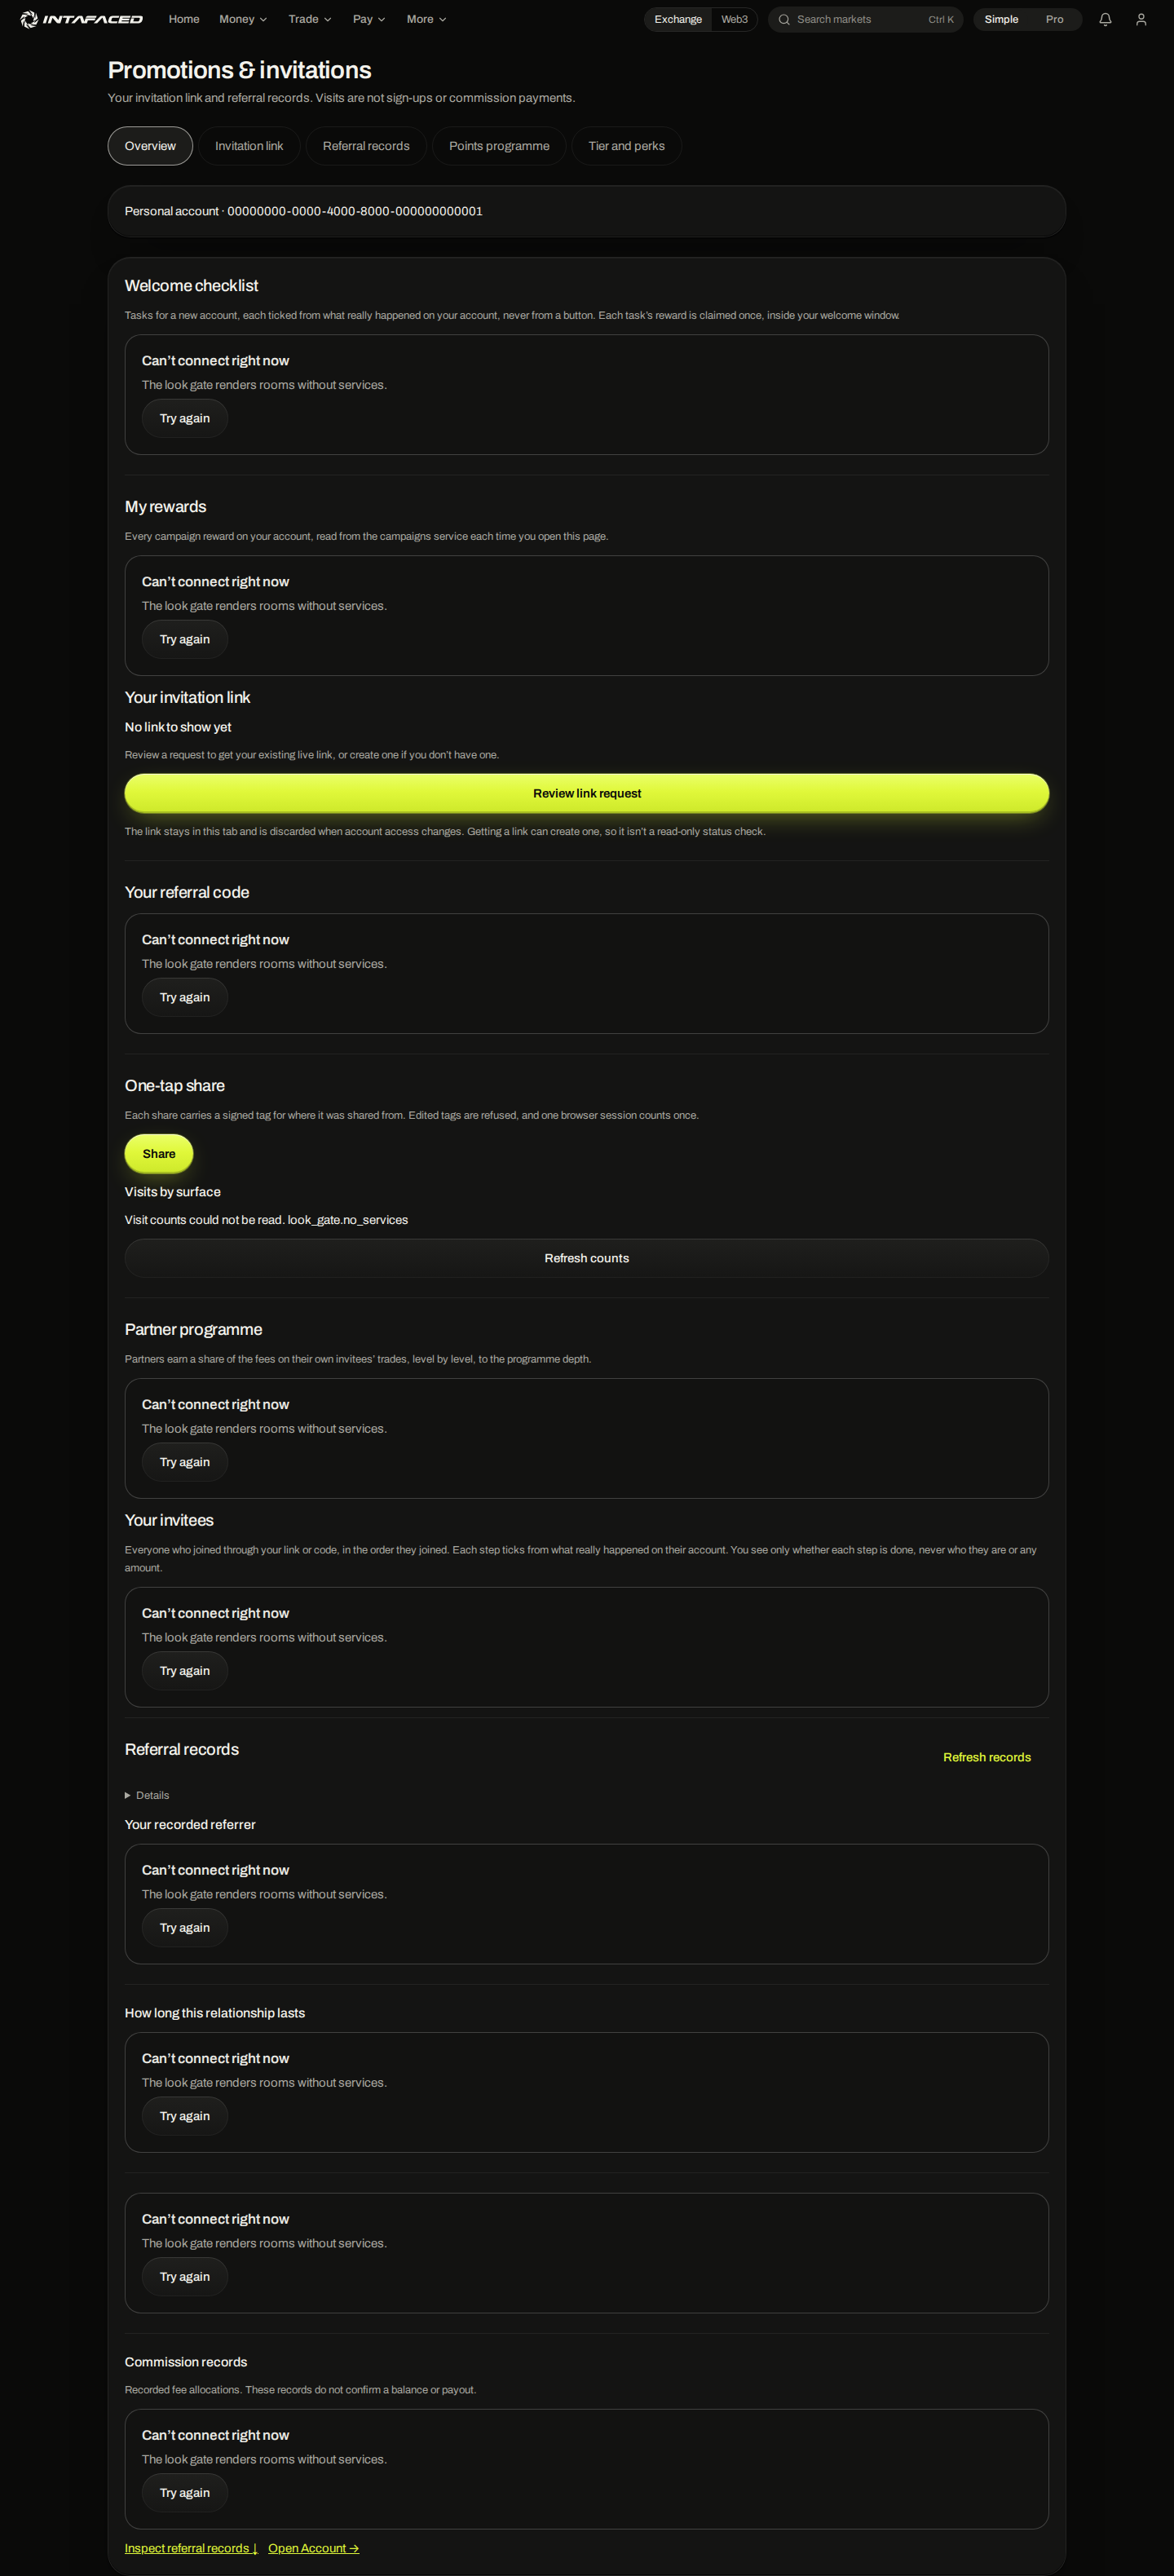 INTAFACED
Home Money Trade Pay More Exchange Web3 Search markets Ctrl K Simple Pro
Promotions & invitations
Your invitation link and referral records. Visits are not sign-ups or commission payments.
Overview Invitation link Referral records Points programme Tier and perks
Personal account · 00000000-0000-4000-8000-000000000001
Welcome checklist
Tasks for a new account, each ticked from what really happened on your account, never from a button. Each task’s reward is claimed once, inside your welcome window.
Can’t connect right now
The look gate renders rooms without services.
Try again
My rewards
Every campaign reward on your account, read from the campaigns service each time you open this page.
Can’t connect right now
The look gate renders rooms without services.
Try again
Your invitation link
No link to show yet
Review a request to get your existing live link, or create one if you don’t have one.
Review link request
The link stays in this tab and is discarded when account access changes. Getting a link can create one, so it isn’t a read-only status check.
Your referral code
Can’t connect right now
The look gate renders rooms without services.
Try again
One-tap share
Each share carries a signed tag for where it was shared from. Edited tags are refused, and one browser session counts once.
Share
Visits by surface
Visit counts could not be read. look_gate.no_services
Refresh counts
Partner programme
Partners earn a share of the fees on their own invitees’ trades, level by level, to the programme depth.
Can’t connect right now
The look gate renders rooms without services.
Try again
Your invitees
Everyone who joined through your link or code, in the order they joined. Each step ticks from what really happened on their account. You see only whether each step is done, never who they are or any
amount.
Can’t connect right now
The look gate renders rooms without services.
Try again
Referral records
Refresh records
Details
Your recorded referrer
Can’t connect right now
The look gate renders rooms without services.
Try again
How long this relationship lasts
Can’t connect right now
The look gate renders rooms without services.
Try again
Can’t connect right now
The look gate renders rooms without services.
Try again
Commission records
Recorded fee allocations. These records do not confirm a balance or payout.
Can’t connect right now
The look gate renders rooms without services.
Try again
Inspect referral records ↓ Open Account →